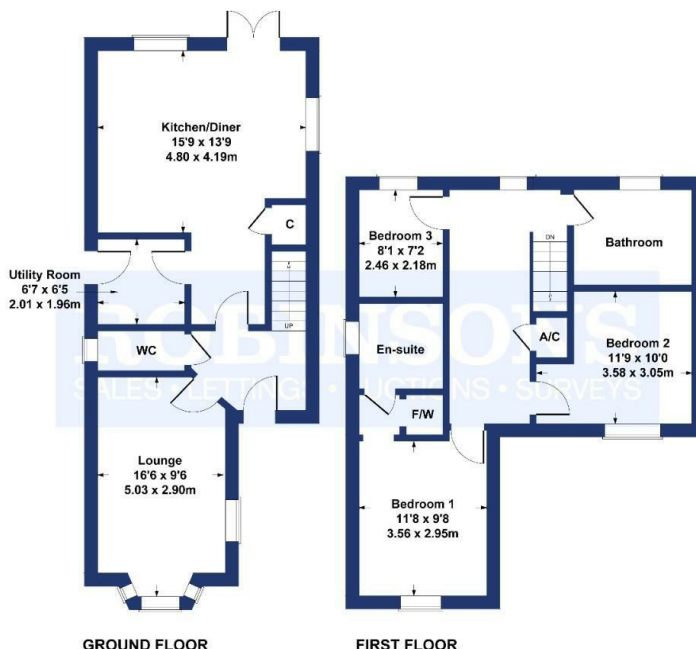 Kitchen/Diner
15'9 x 13'9
4.80 x 4.19m
C
Utility Room
6'7 x 6'5
2.01 x 1.96m
UP
WC
Lounge
16'6 x 9'6
5.03 x 2.90m
GROUND FLOOR
Bedroom 3
8'1 x 7'2
2.46 x 2.18m
DN
Bathroom
En-suite
A/C
Bedroom 2
11'9 x 10'0
3.58 x 3.05m
F/W
Bedroom 1
11'8 x 9'8
3.56 x 2.95m
FIRST FLOOR
ROBINSONS
SALES • LETTINGS • AUCTIONS • SURVEYS